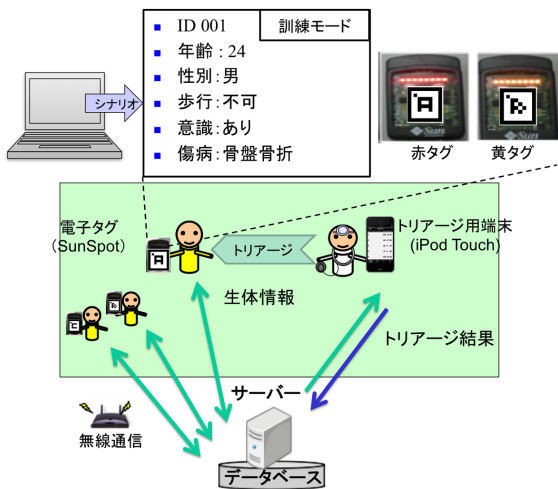 ID 001
訓練モード
年齢：24
性別：男
歩行：不可
意識：あり
傷病：骨盤骨折
シナリオ
Sun
Sun
赤タグ
黄タグ
電子タグ
(SunSpot)
トリアージ
トリアージ用端末
(iPod Touch)
生体情報
トリアージ結果
サーバー
無線通信
データベース